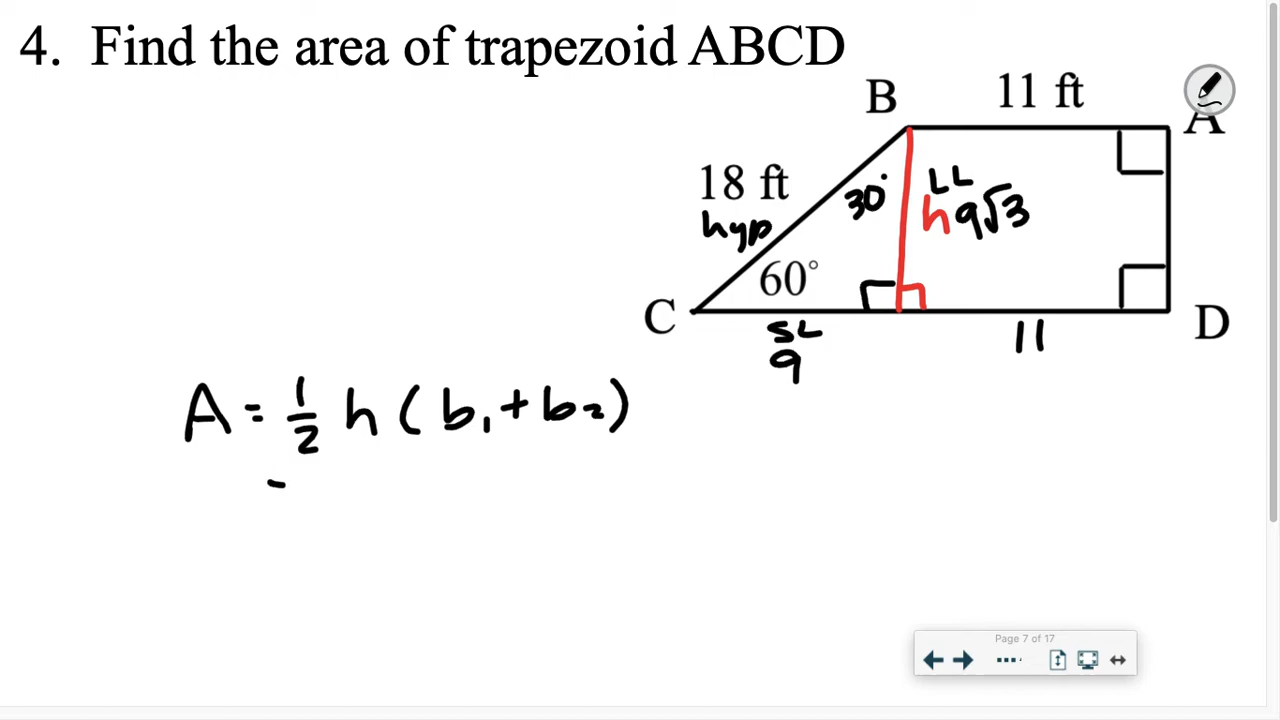 4. Find the area of trapezoid ABCD
B
11 ft
A
18 ft
hyp
30°
LL
h 9√3
60°
C
SL
9
11
D
A = 1/2 h (b₁ + b₂)
=
Page 7 of 17